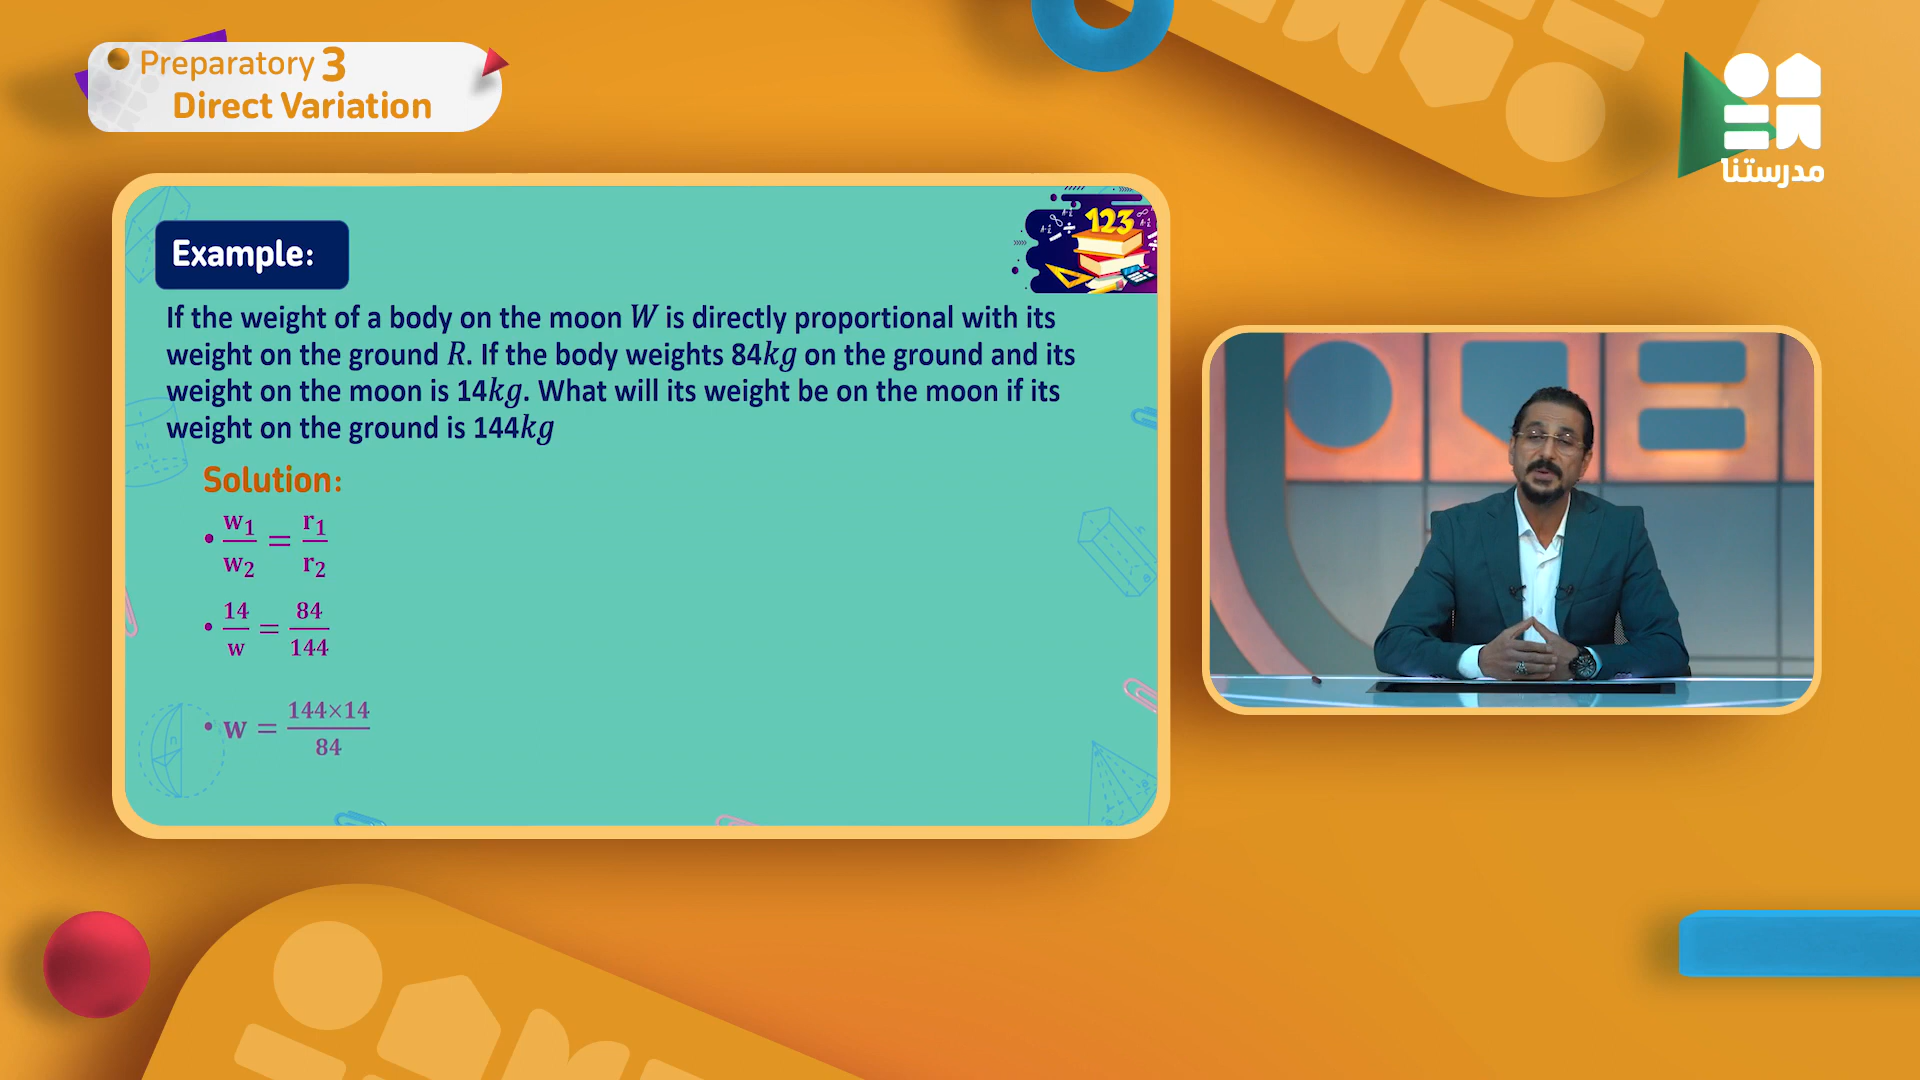 Preparatory 3
Direct Variation
مدرستنا
123
Example:
If the weight of a body on the moon W is directly proportional with its
weight on the ground R. If the body weights 84kg on the ground and its
weight on the moon is 14kg. What will its weight be on the moon if its
weight on the ground is 144kg
Solution:
• w₁/w₂ = r₁/r₂
• 14/w = 84/144
• w = 144×14/84